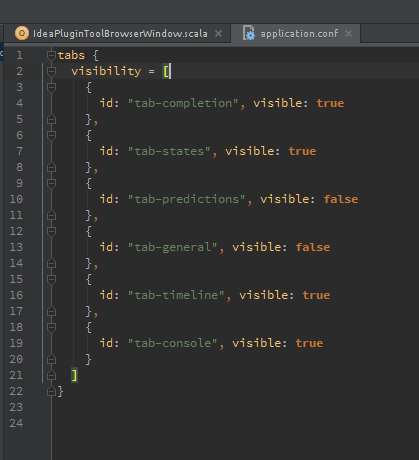 IdeaPluginToolBrowserWindow.scala × application.conf ×
1 tabs {
2 visibility = [
3 {
4 id: "tab-completion", visible: true
5 },
6 {
7 id: "tab-states", visible: true
8 },
9 {
10 id: "tab-predictions", visible: false
11 },
12 {
13 id: "tab-general", visible: false
14 },
15 {
16 id: "tab-timeline", visible: true
17 },
18 {
19 id: "tab-console", visible: true
20 }
21 ]
22 }
23
24